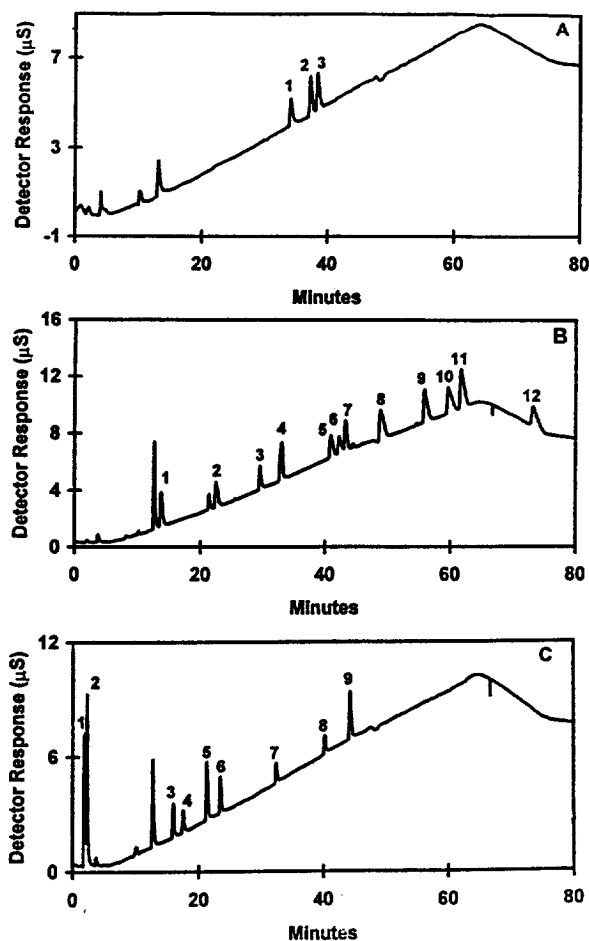 A
7
3
-1
Detector Response (µS)
1 2 3
0 20 40 60 80
Minutes
B
16
12
8
4
0
Detector Response (µS)
1 2 3 4 5 6 7 8 9 10 11 12
0 20 40 60 80
Minutes
C
12
6
0
Detector Response (µS)
1 2 3 4 5 6 7 8 9
0 20 40 60 80
Minutes